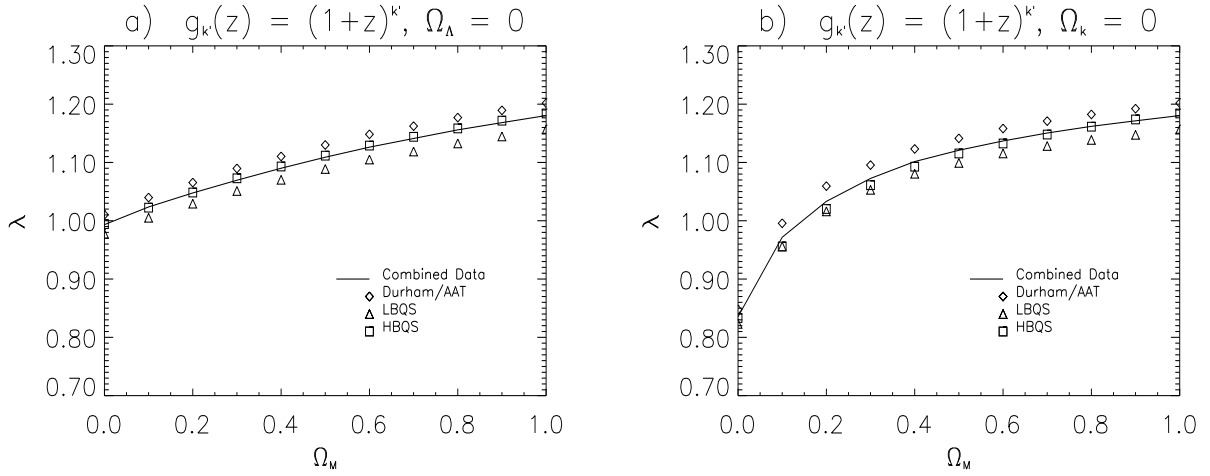 a) g_k'(z) = (1+z)^k', Ω_Λ = 0
1.30
1.20
1.10
1.00
0.90
0.80
0.70
λ
Combined Data
Durham/AAT
LBQS
HBQS
0.0 0.2 0.4 0.6 0.8 1.0
Ω_M
b) g_k'(z) = (1+z)^k', Ω_k = 0
1.30
1.20
1.10
1.00
0.90
0.80
0.70
λ
Combined Data
Durham/AAT
LBQS
HBQS
0.0 0.2 0.4 0.6 0.8 1.0
Ω_M